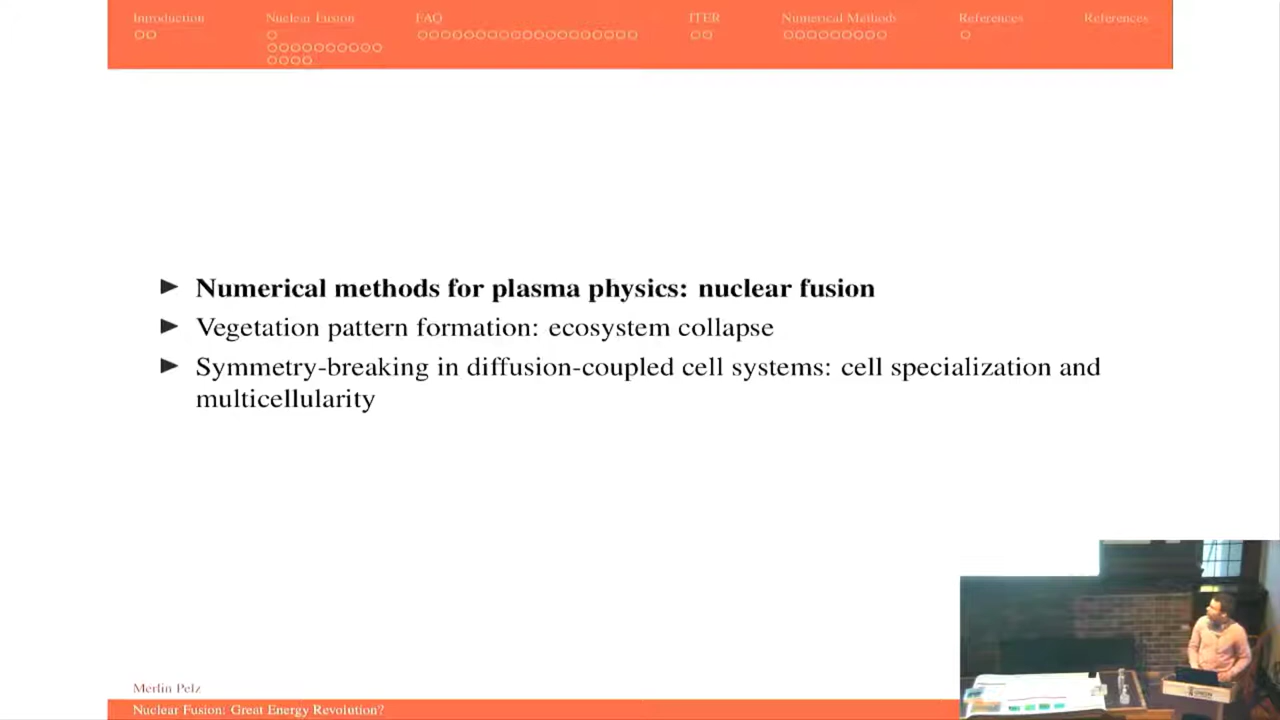 Introduction
Nuclear Fusion
FAQ
ITER
Numerical Methods
References
References
Numerical methods for plasma physics: nuclear fusion
Vegetation pattern formation: ecosystem collapse
Symmetry-breaking in diffusion-coupled cell systems: cell specialization and
multicellularity
Merlin Pelz
Nuclear Fusion: Great Energy Revolution?